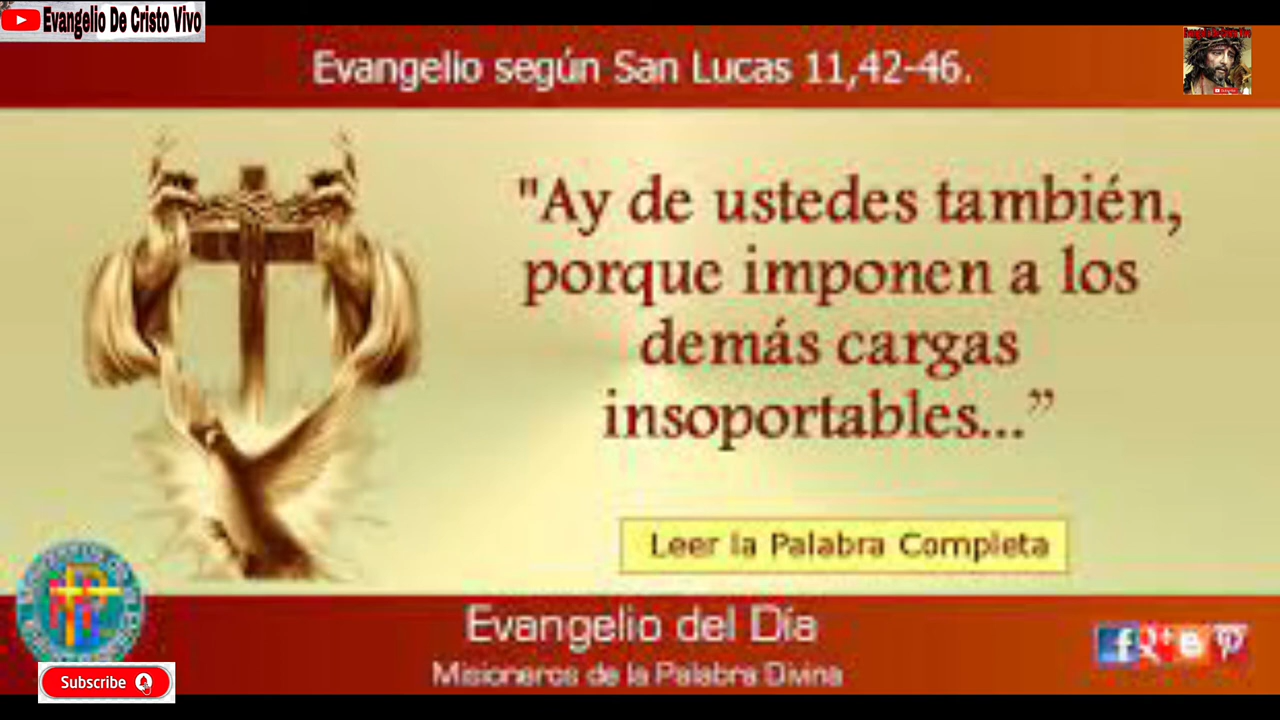 Evangelio De Cristo Vivo
Evangelio según San Lucas 11,42-46.
"Ay de ustedes también,
porque imponen a los
demás cargas
insoportables...”
Leer la Palabra Completa
Evangelio del Día
Misioneros de la Palabra Divina
Subscribe